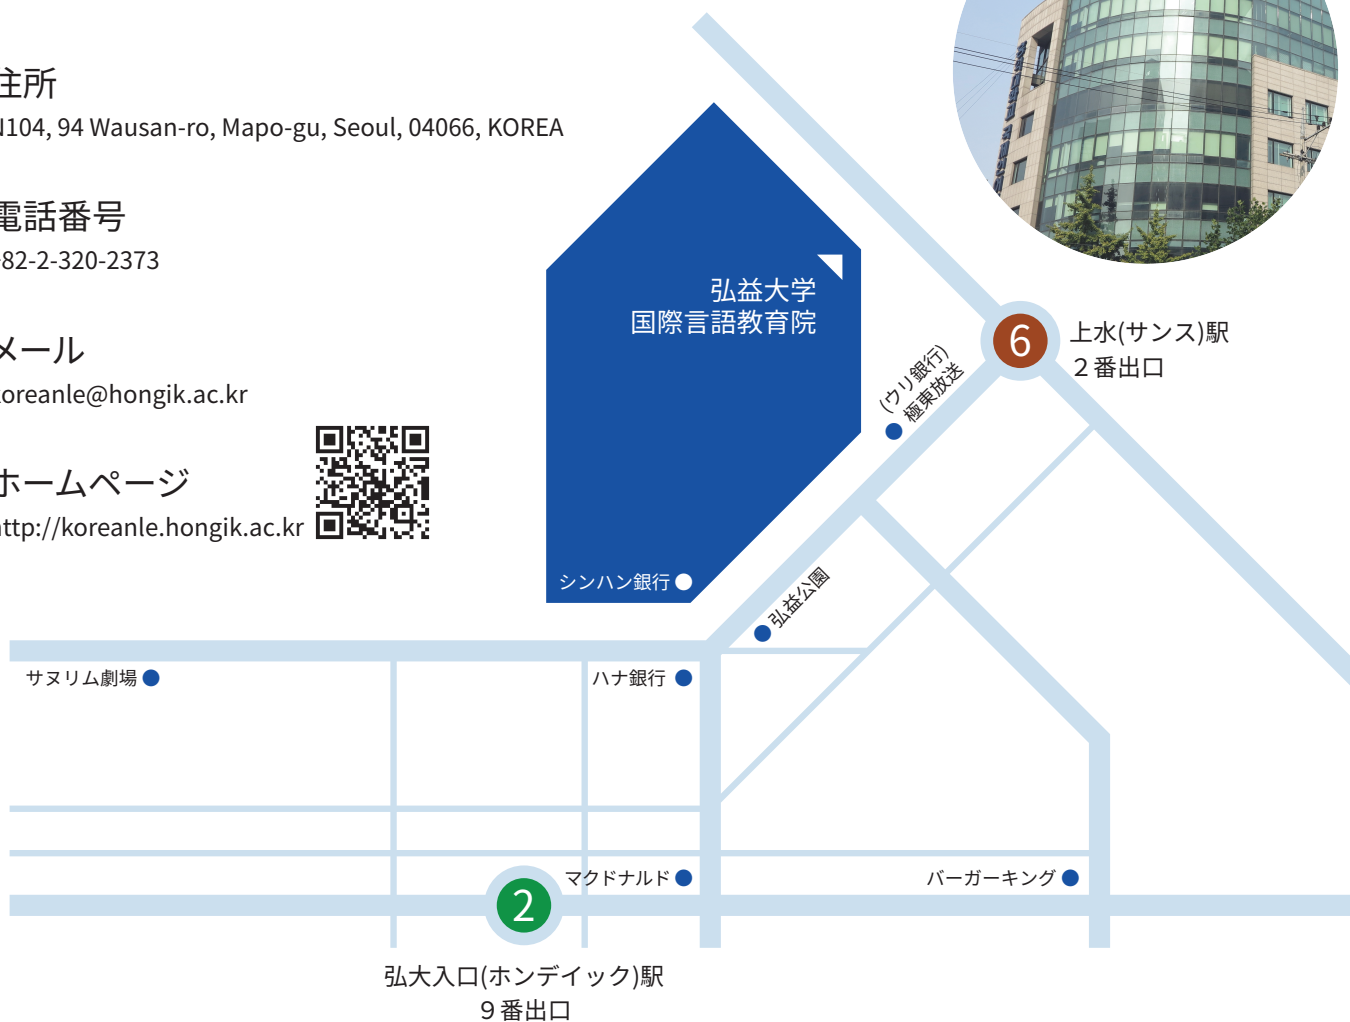 住所
N104, 94 Wausan-ro, Mapo-gu, Seoul, 04066, KOREA
電話番号
82-2-320-2373
メール
koreanle@hongik.ac.kr
ホームページ
http://koreanle.hongik.ac.kr
弘益大学
国際言語教育院
6
上水(サンス)駅
２番出口
(ウリ銀行)
極東放送
シンハン銀行
弘益公園
サヌリム劇場
ハナ銀行
マクドナルド
バーガーキング
2
弘大入口(ホンデイック)駅
９番出口